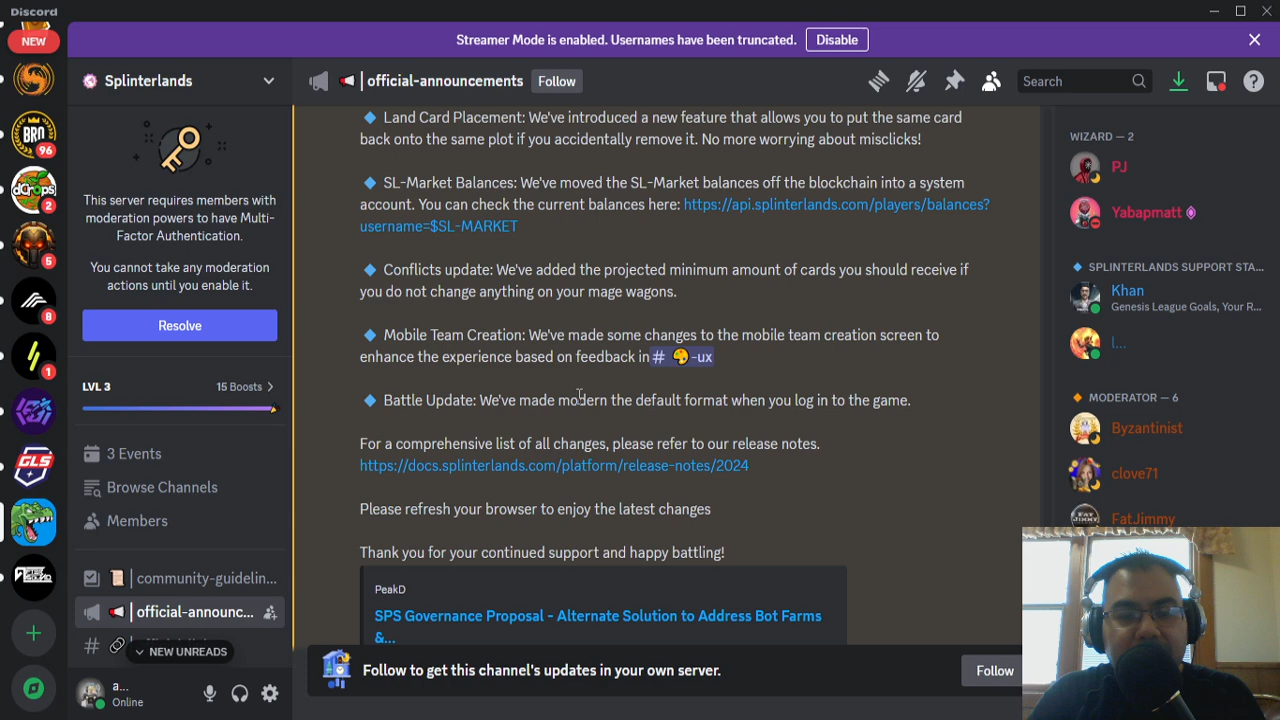 Discord
Streamer Mode is enabled. Usernames have been truncated.
Disable
NEW
BRO
96
dCrops
2
5
8
1
GLS
Splinterlands
This server requires members with
moderation powers to have Multi-
Factor Authentication.
You cannot take any moderation
actions until you enable it.
Resolve
LVL 3
15 Boosts >
3 Events
Browse Channels
Members
community-guidelin...
official-announc...
NEW UNREADS
a...
Online
| official-announcements
Follow
Search
Land Card Placement: We've introduced a new feature that allows you to put the same card
back onto the same plot if you accidentally remove it. No more worrying about misclicks!
SL-Market Balances: We've moved the SL-Market balances off the blockchain into a system
account. You can check the current balances here: https://api.splinterlands.com/players/balances?
username=$SL-MARKET
Conflicts update: We've added the projected minimum amount of cards you should receive if
you do not change anything on your mage wagons.
Mobile Team Creation: We've made some changes to the mobile team creation screen to
enhance the experience based on feedback in # 🎨-ux
Battle Update: We've made modern the default format when you log in to the game.
For a comprehensive list of all changes, please refer to our release notes.
https://docs.splinterlands.com/platform/release-notes/2024
Please refresh your browser to enjoy the latest changes
Thank you for your continued support and happy battling!
PeakD
SPS Governance Proposal - Alternate Solution to Address Bot Farms
&...
Follow to get this channel's updates in your own server.
Follow
WIZARD — 2
PJ
Yabapmatt
SPLINTERLANDS SUPPORT STA...
Khan
Genesis League Goals, Your R...
l...
MODERATOR — 6
Byzantinist
clove71
FatJimmy